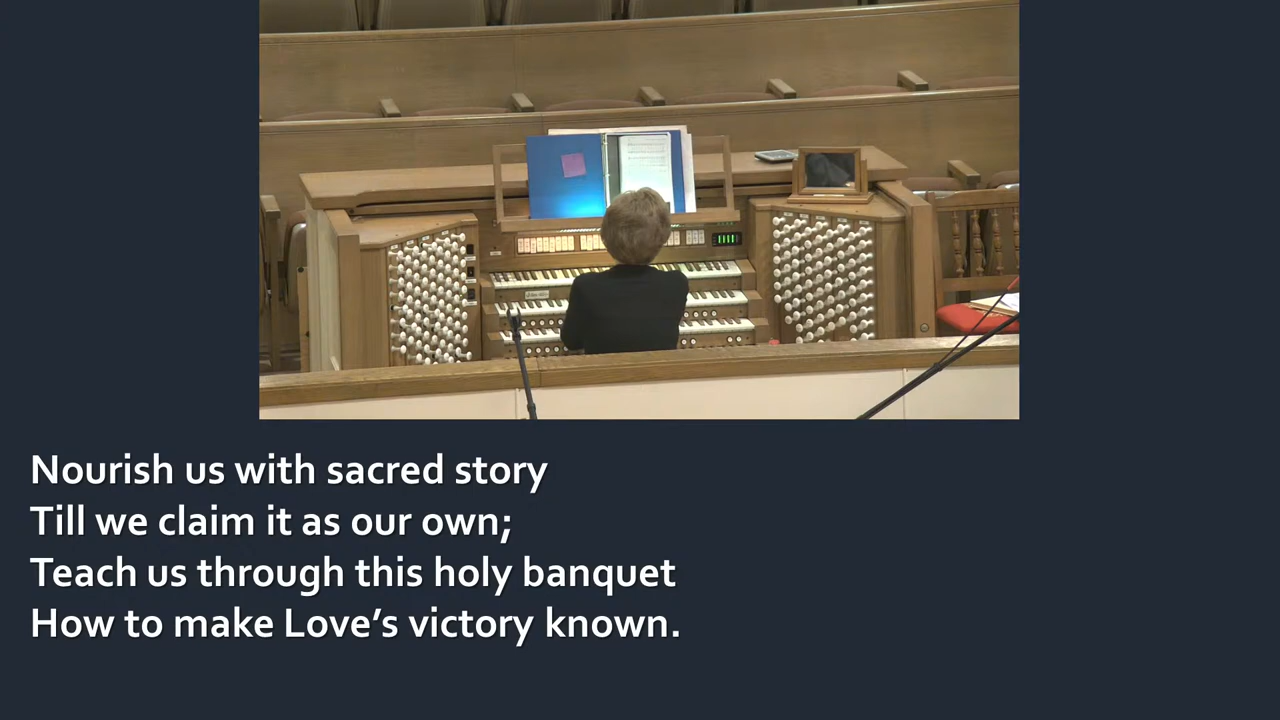 Nourish us with sacred story
Till we claim it as our own;
Teach us through this holy banquet
How to make Love’s victory known.